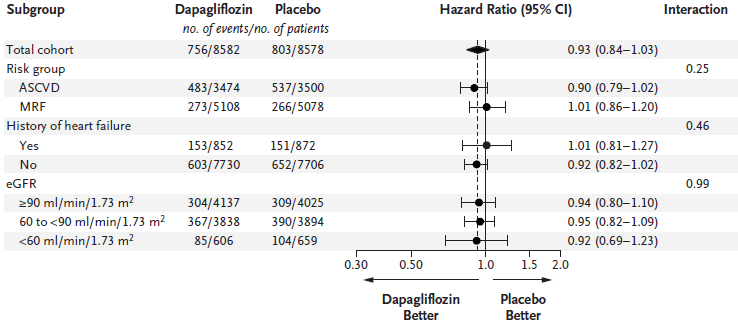 Subgroup Dapagliflozin Placebo Hazard Ratio (95% CI) Interaction
no. of events/no. of patients
Total cohort 756/8582 803/8578 0.93 (0.84–1.03)
Risk group 0.25
ASCVD 483/3474 537/3500 0.90 (0.79–1.02)
MRF 273/5108 266/5078 1.01 (0.86–1.20)
History of heart failure 0.46
Yes 153/852 151/872 1.01 (0.81–1.27)
No 603/7730 652/7706 0.92 (0.82–1.02)
eGFR 0.99
≥90 ml/min/1.73 m² 304/4137 309/4025 0.94 (0.80–1.10)
60 to <90 ml/min/1.73 m² 367/3838 390/3894 0.95 (0.82–1.09)
<60 ml/min/1.73 m² 85/606 104/659 0.92 (0.69–1.23)
0.30 0.50 1.0 1.5 2.0
Dapagliflozin Placebo
Better Better